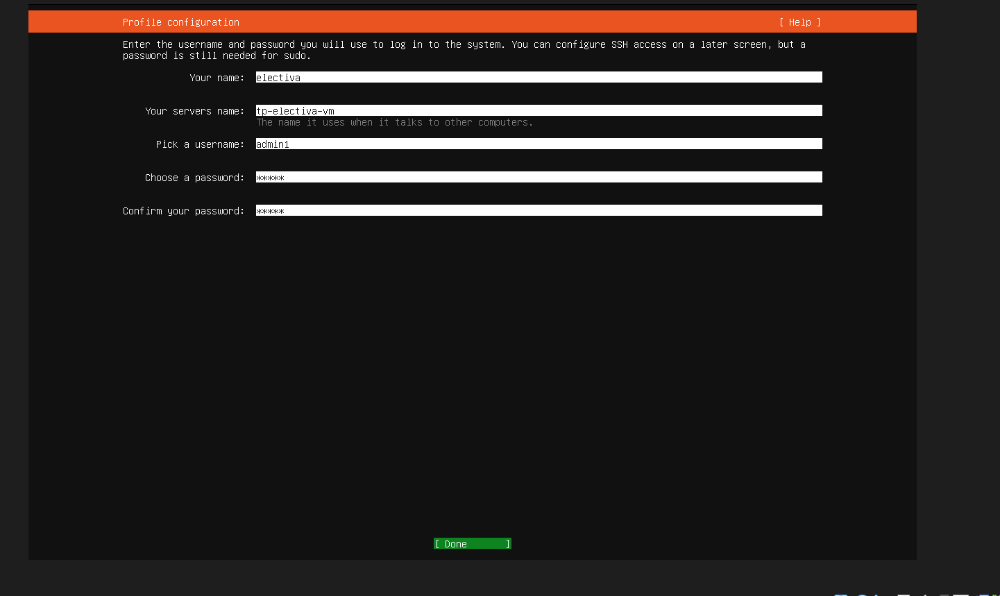 Profile configuration [ Help ]
Enter the username and password you will use to log in to the system. You can configure SSH access on a later screen, but a
password is still needed for sudo.
Your name: electiva
Your servers name: tp-electiva-vm
The name it uses when it talks to other computers.
Pick a username: admin1
Choose a password: *****
Confirm your password: *****
[ Done ]